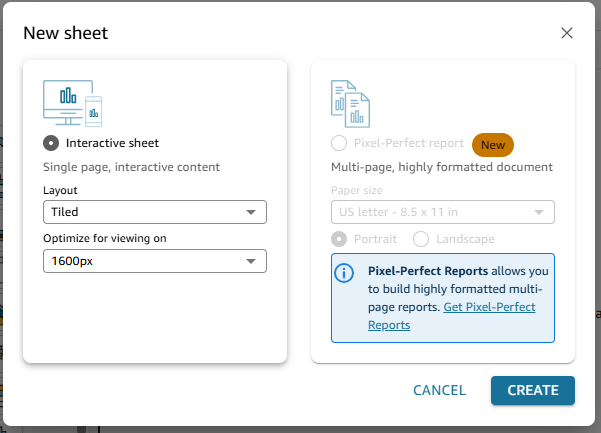 New sheet
Interactive sheet
Single page, interactive content
Layout
Tiled
Optimize for viewing on
1600px
Pixel-Perfect report
New
Multi-page, highly formatted document
Paper size
US letter - 8.5 x 11 in
Portrait
Landscape
Pixel-Perfect Reports allows you
to build highly formatted multi-
page reports. Get Pixel-Perfect
Reports
CANCEL
CREATE